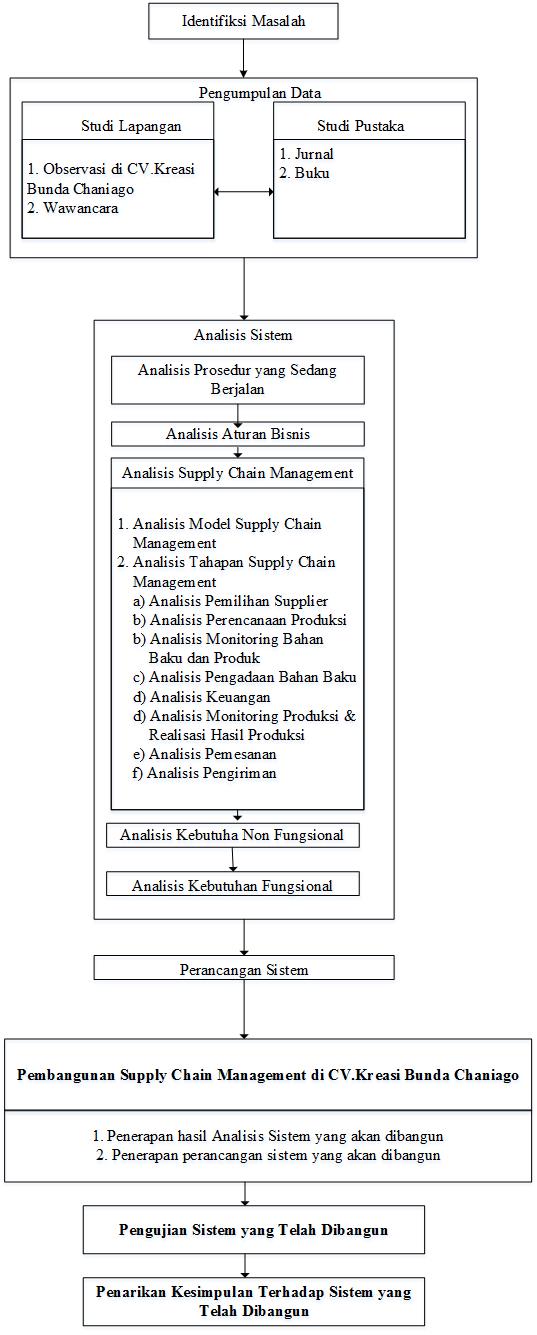 Identifiksi Masalah
Pengumpulan Data
Studi Lapangan
1. Observasi di CV.Kreasi
Bunda Chaniago
2. Wawancara
Studi Pustaka
1. Jurnal
2. Buku
Analisis Sistem
Analisis Prosedur yang Sedang
Berjalan
Analisis Aturan Bisnis
Analisis Supply Chain Management
1. Analisis Model Supply Chain
Management
2. Analisis Tahapan Supply Chain
Management
a) Analisis Pemilihan Supplier
b) Analisis Perencanaan Produksi
b) Analisis Monitoring Bahan
Baku dan Produk
c) Analisis Pengadaan Bahan Baku
d) Analisis Keuangan
d) Analisis Monitoring Produksi &
Realisasi Hasil Produksi
e) Analisis Pemesanan
f) Analisis Pengiriman
Analisis Kebutuha Non Fungsional
Analisis Kebutuhan Fungsional
Perancangan Sistem
Pembangunan Supply Chain Management di CV.Kreasi Bunda Chaniago
1. Penerapan hasil Analisis Sistem yang akan dibangun
2. Penerapan perancangan sistem yang akan dibangun
Pengujian Sistem yang Telah Dibangun
Penarikan Kesimpulan Terhadap Sistem yang
Telah Dibangun